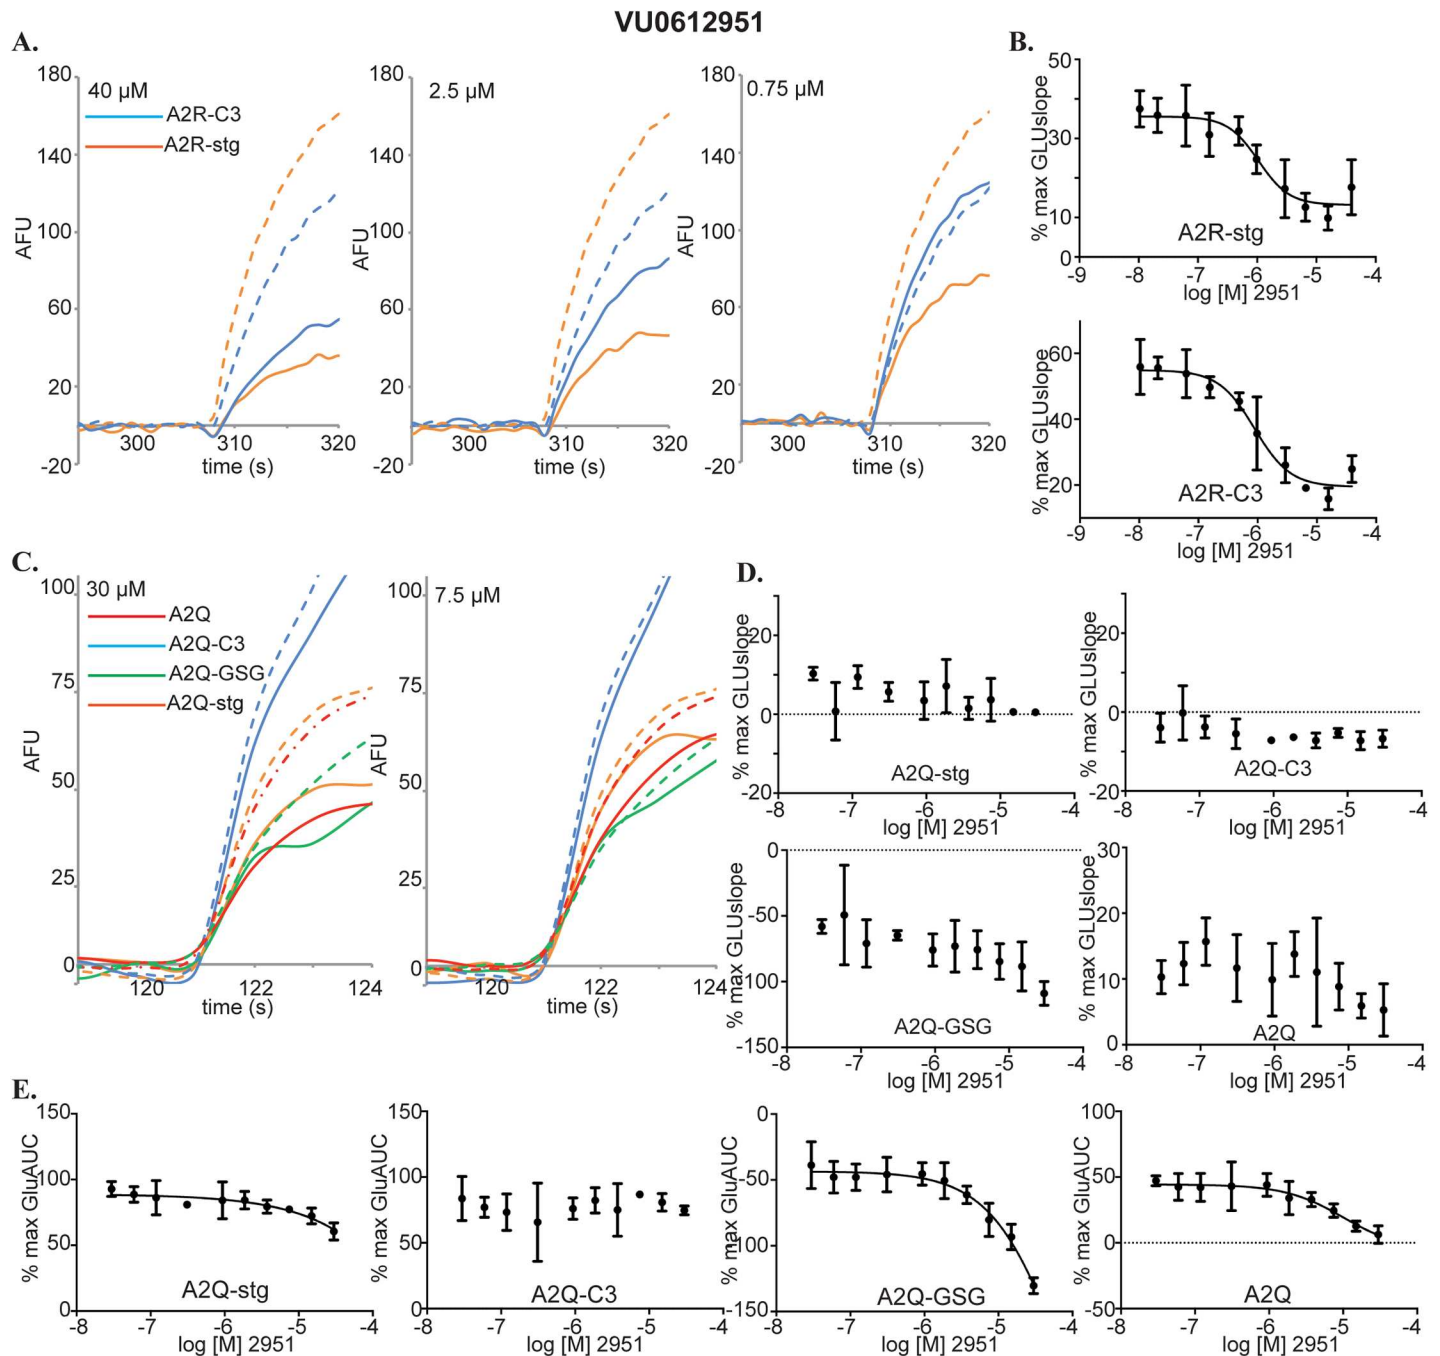 VU0612951
A.
180
140
100
60
20
-20
AFU
40 µM
A2R-C3
A2R-stg
300
310
320
time (s)
180
140
100
60
20
-20
AFU
2.5 µM
300
310
320
time (s)
180
140
100
60
20
-20
AFU
0.75 µM
300
310
320
time (s)
B.
50
30
10
0
% max GLUslope
A2R-stg
-9
-8
-7
-6
-5
-4
log [M] 2951
60
40
20
% max GLUslope
A2R-C3
-9
-8
-7
-6
-5
-4
log [M] 2951
C.
100
75
50
25
0
AFU
30 µM
A2Q
A2Q-C3
A2Q-GSG
A2Q-stg
120
122
124
time (s)
100
75
50
25
0
AFU
7.5 µM
120
122
124
time (s)
D.
20
0
-20
% max GLUslope
A2Q-stg
-8
-7
-6
-5
-4
log [M] 2951
20
0
-20
% max GLUslope
A2Q-C3
-8
-7
-6
-5
-4
log [M] 2951
0
-50
-100
-150
% max GLUslope
A2Q-GSG
-8
-7
-6
-5
-4
log [M] 2951
30
20
10
0
% max GLUslope
A2Q
-8
-7
-6
-5
-4
log [M] 2951
E.
150
100
50
0
% max GluAUC
A2Q-stg
-8
-7
-6
-5
-4
log [M] 2951
150
100
50
0
% max GluAUC
A2Q-C3
-8
-7
-6
-5
-4
log [M] 2951
0
-50
-100
-150
% max GluAUC
A2Q-GSG
-8
-7
-6
-5
-4
log [M] 2951
100
50
0
-50
% max GluAUC
A2Q
-8
-7
-6
-5
-4
log [M] 2951